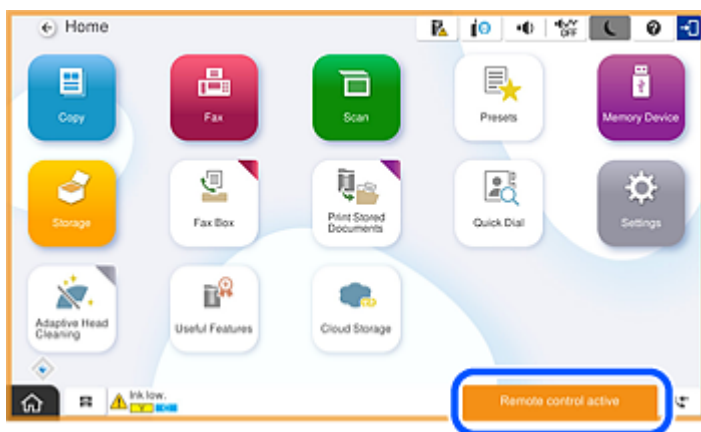 Home
OFF
Copy
Fax
Scan
Presets
Memory Device
Storage
Fax Box
Print Stored
Documents
Quick Dial
Settings
Adaptive Head
Cleaning
Useful Features
Cloud Storage
Ink low.
Y
Remote control active